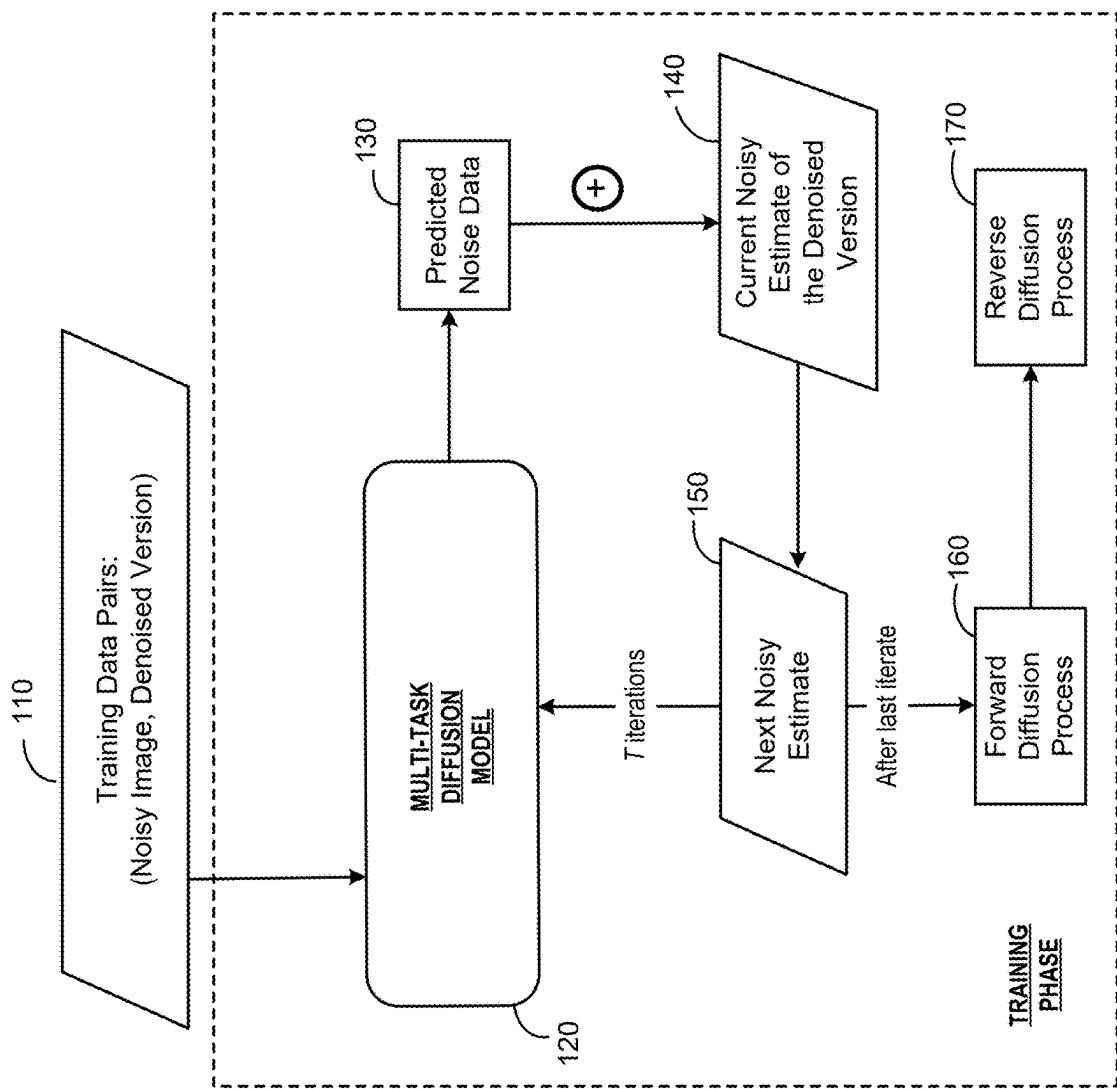 110
Training Data Pairs:
(Noisy Image, Denoised Version)
120
MULTI-TASK
DIFFUSION
MODEL
130
Predicted
Noise Data
+
140
Current Noisy
Estimate of
the Denoised
Version
150
Next Noisy
Estimate
T iterations
After last iterate
160
Forward
Diffusion
Process
170
Reverse
Diffusion
Process
TRAINING
PHASE